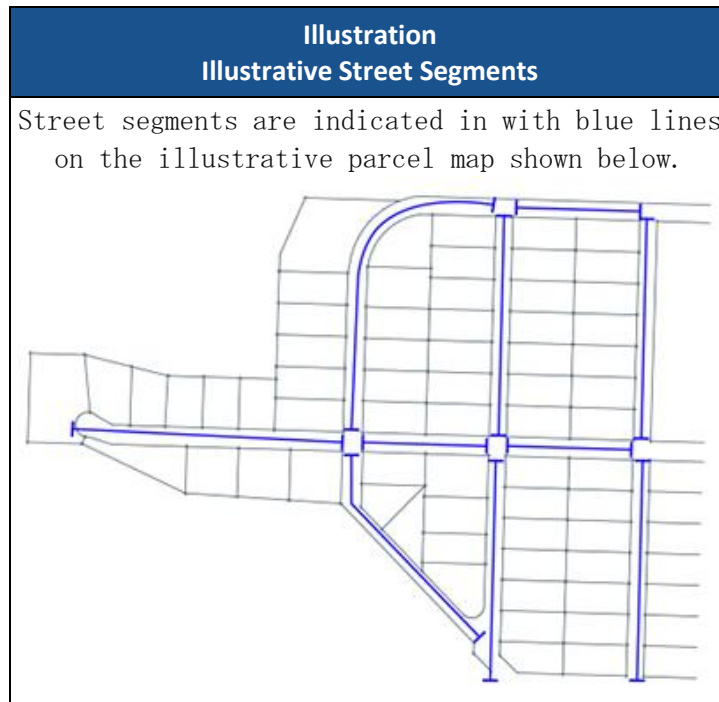 Illustration
Illustrative Street Segments
Street segments are indicated in with blue lines
on the illustrative parcel map shown below.